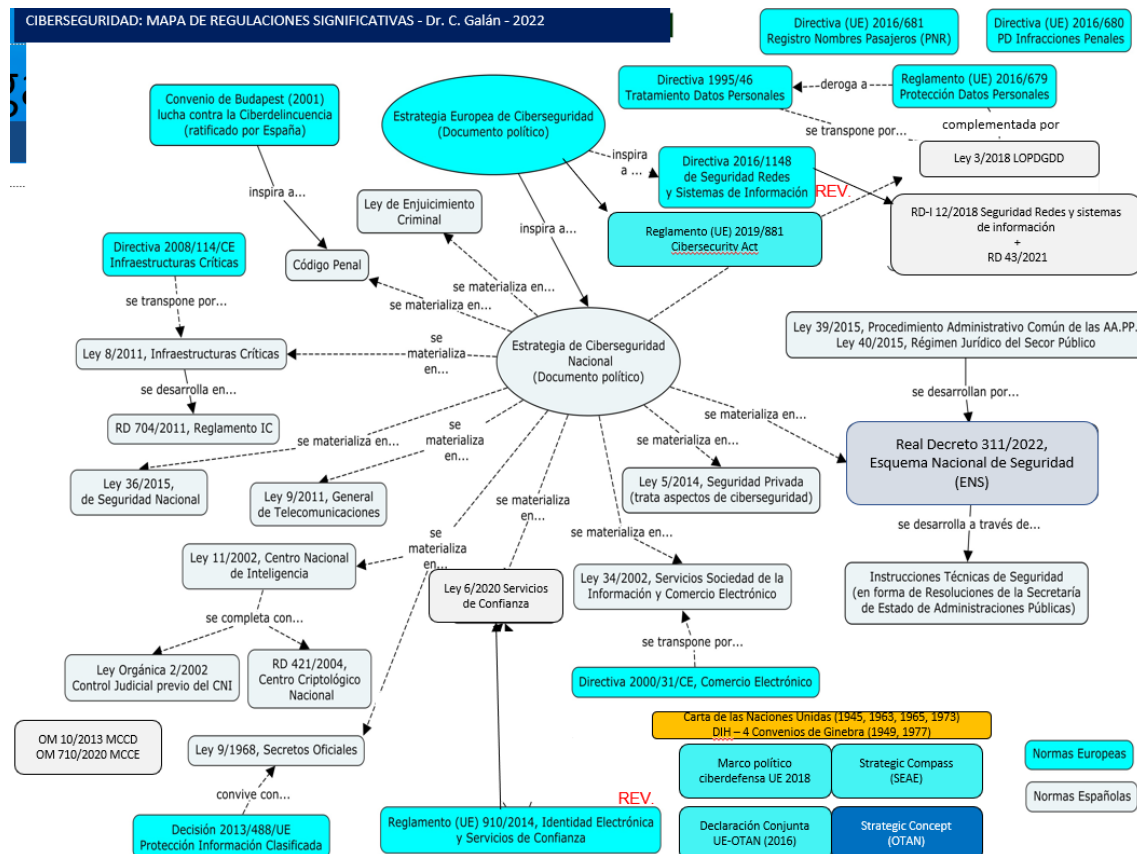 CIBERSEGURIDAD: MAPA DE REGULACIONES SIGNIFICATIVAS - Dr. C. Galán - 2022
Directiva (UE) 2016/681
Registro Nombres Pasajeros (PNR)
Directiva (UE) 2016/680
PD Infracciones Penales
Convenio de Budapest (2001)
lucha contra la Ciberdelincuencia
(ratificado por España)
Estrategia Europea de Ciberseguridad
(Documento político)
Directiva 1995/46
Tratamiento Datos Personales
deroga a
Reglamento (UE) 2016/679
Protección Datos Personales
se transpone por...
complementada por
Ley 3/2018 LOPDGDD
inspira
a ...
Directiva 2016/1148
de Seguridad Redes
y Sistemas de Información
REV.
RD-l 12/2018 Seguridad Redes y sistemas
de información
+
RD 43/2021
inspira a...
Ley de Enjuicimiento
Criminal
inspira a...
Reglamento (UE) 2019/881
Cibersecurity Act
Directiva 2008/114/CE
Infraestructuras Críticas
Código Penal
se materializa en...
se materializa en...
se transpone por...
Ley 8/2011, Infraestructuras Críticas
se
materializa
en...
Estrategia de Ciberseguridad
Nacional
(Documento político)
Ley 39/2015, Procedimiento Administrativo Común de las AA.PP.
Ley 40/2015, Régimen Jurídico del Sector Público
se desarrolla en...
se desarrollan por...
RD 704/2011, Reglamento IC
se materializa en...
se
materializa
en...
se materializa en...
se materializa en...
Real Decreto 311/2022,
Esquema Nacional de Seguridad
(ENS)
Ley 36/2015,
de Seguridad Nacional
Ley 9/2011, General
de Telecomunicaciones
se materializa
en...
Ley 5/2014, Seguridad Privada
(trata aspectos de ciberseguridad)
se desarrolla a través de...
se
materializa
en...
se materializa en...
Ley 11/2002, Centro Nacional
de Inteligencia
Ley 6/2020 Servicios
de Confianza
Ley 34/2002, Servicios Sociedad de la
Información y Comercio Electrónico
Instrucciones Técnicas de Seguridad
(en forma de Resoluciones de la Secretaría
de Estado de Administraciones Públicas)
se completa con...
se transpone por...
Ley Orgánica 2/2002
Control Judicial previo del CNI
RD 421/2004,
Centro Criptológico
Nacional
Directiva 2000/31/CE, Comercio Electrónico
OM 10/2013 MCCD
OM 710/2020 MCCE
Ley 9/1968, Secretos Oficiales
Carta de las Naciones Unidas (1945, 1963, 1965, 1973)
DIH – 4 Convenios de Ginebra (1949, 1977)
Marco político
ciberdefensa UE 2018
Strategic Compass
(SEAE)
Normas Europeas
Normas Españolas
convive con...
REV.
Decisión 2013/488/UE
Protección Información Clasificada
Reglamento (UE) 910/2014, Identidad Electrónica
y Servicios de Confianza
Declaración Conjunta
UE-OTAN (2016)
Strategic Concept
(OTAN)